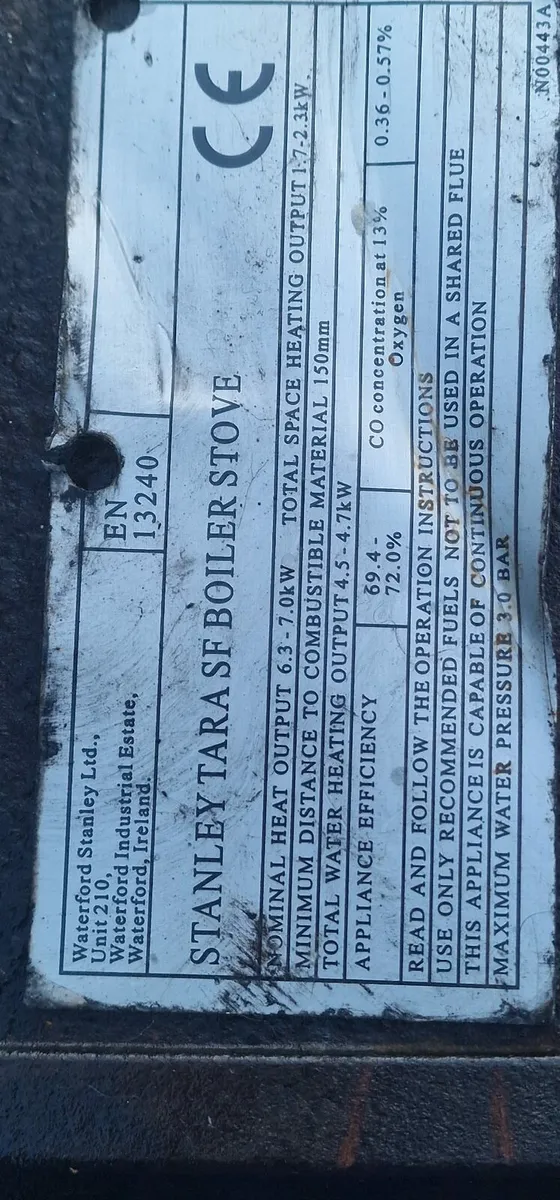 Waterford Stanley Ltd.,
Unit 210,
Waterford Industrial Estate,
Waterford, Ireland.
EN
13240
STANLEY TARA SF BOILER STOVE CE
NOMINAL HEAT OUTPUT 6.3 - 7.0kW TOTAL SPACE HEATING OUTPUT 1.7-2.3kW
MINIMUM DISTANCE TO COMBUSTIBLE MATERIAL 150mm
TOTAL WATER HEATING OUTPUT 4.5 - 4.7kW
APPLIANCE EFFICIENCY
69.4-
72.0%
CO concentration at 13%
Oxygen
0.36 - 0.57%
READ AND FOLLOW THE OPERATION INSTRUCTIONS
USE ONLY RECOMMENDED FUELS NOT TO BE USED IN A SHARED FLUE
THIS APPLIANCE IS CAPABLE OF CONTINUOUS OPERATION
MAXIMUM WATER PRESSURE 3.0 BAR
N00443A